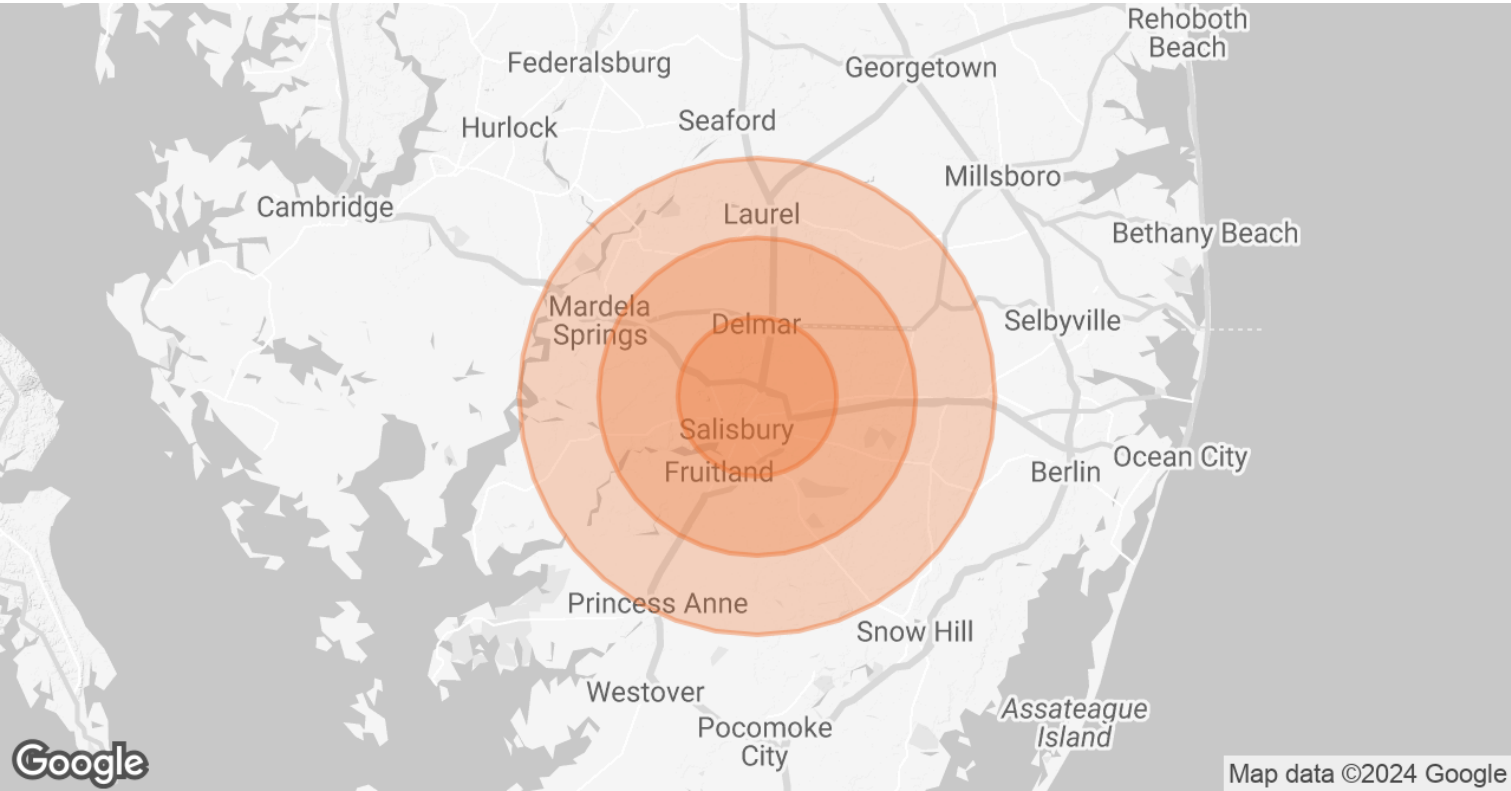 Rehoboth
Beach
Federalsburg
Georgetown
Seaford
Hurlock
Millsboro
Cambridge
Laurel
Bethany Beach
Mardela
Springs
Delmar
Selbyville
Salisbury
Fruitland
Berlin
Ocean City
Princess Anne
Snow Hill
Westover
Pocomoke
City
Assateague
Island
Google
Map data ©2024 Google